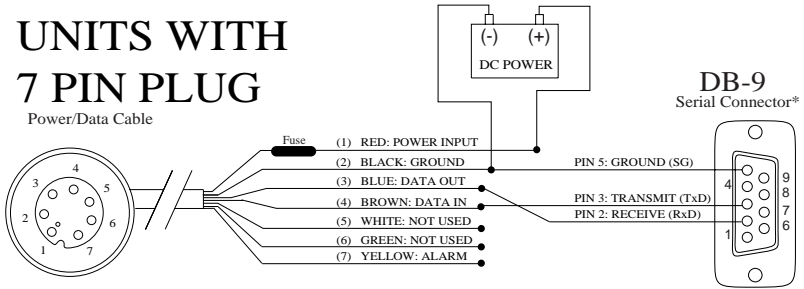 UNITS WITH
7 PIN PLUG
Power/Data Cable
(-) (+)
DC POWER
DB-9
Serial Connector*
Fuse
(1) RED: POWER INPUT
(2) BLACK: GROUND
(3) BLUE: DATA OUT
(4) BROWN: DATA IN
(5) WHITE: NOT USED
(6) GREEN: NOT USED
(7) YELLOW: ALARM
PIN 5: GROUND (SG)
PIN 3: TRANSMIT (TxD)
PIN 2: RECEIVE (RxD)
4
3
5
2
6
1
7
9
4
8
7
6
1